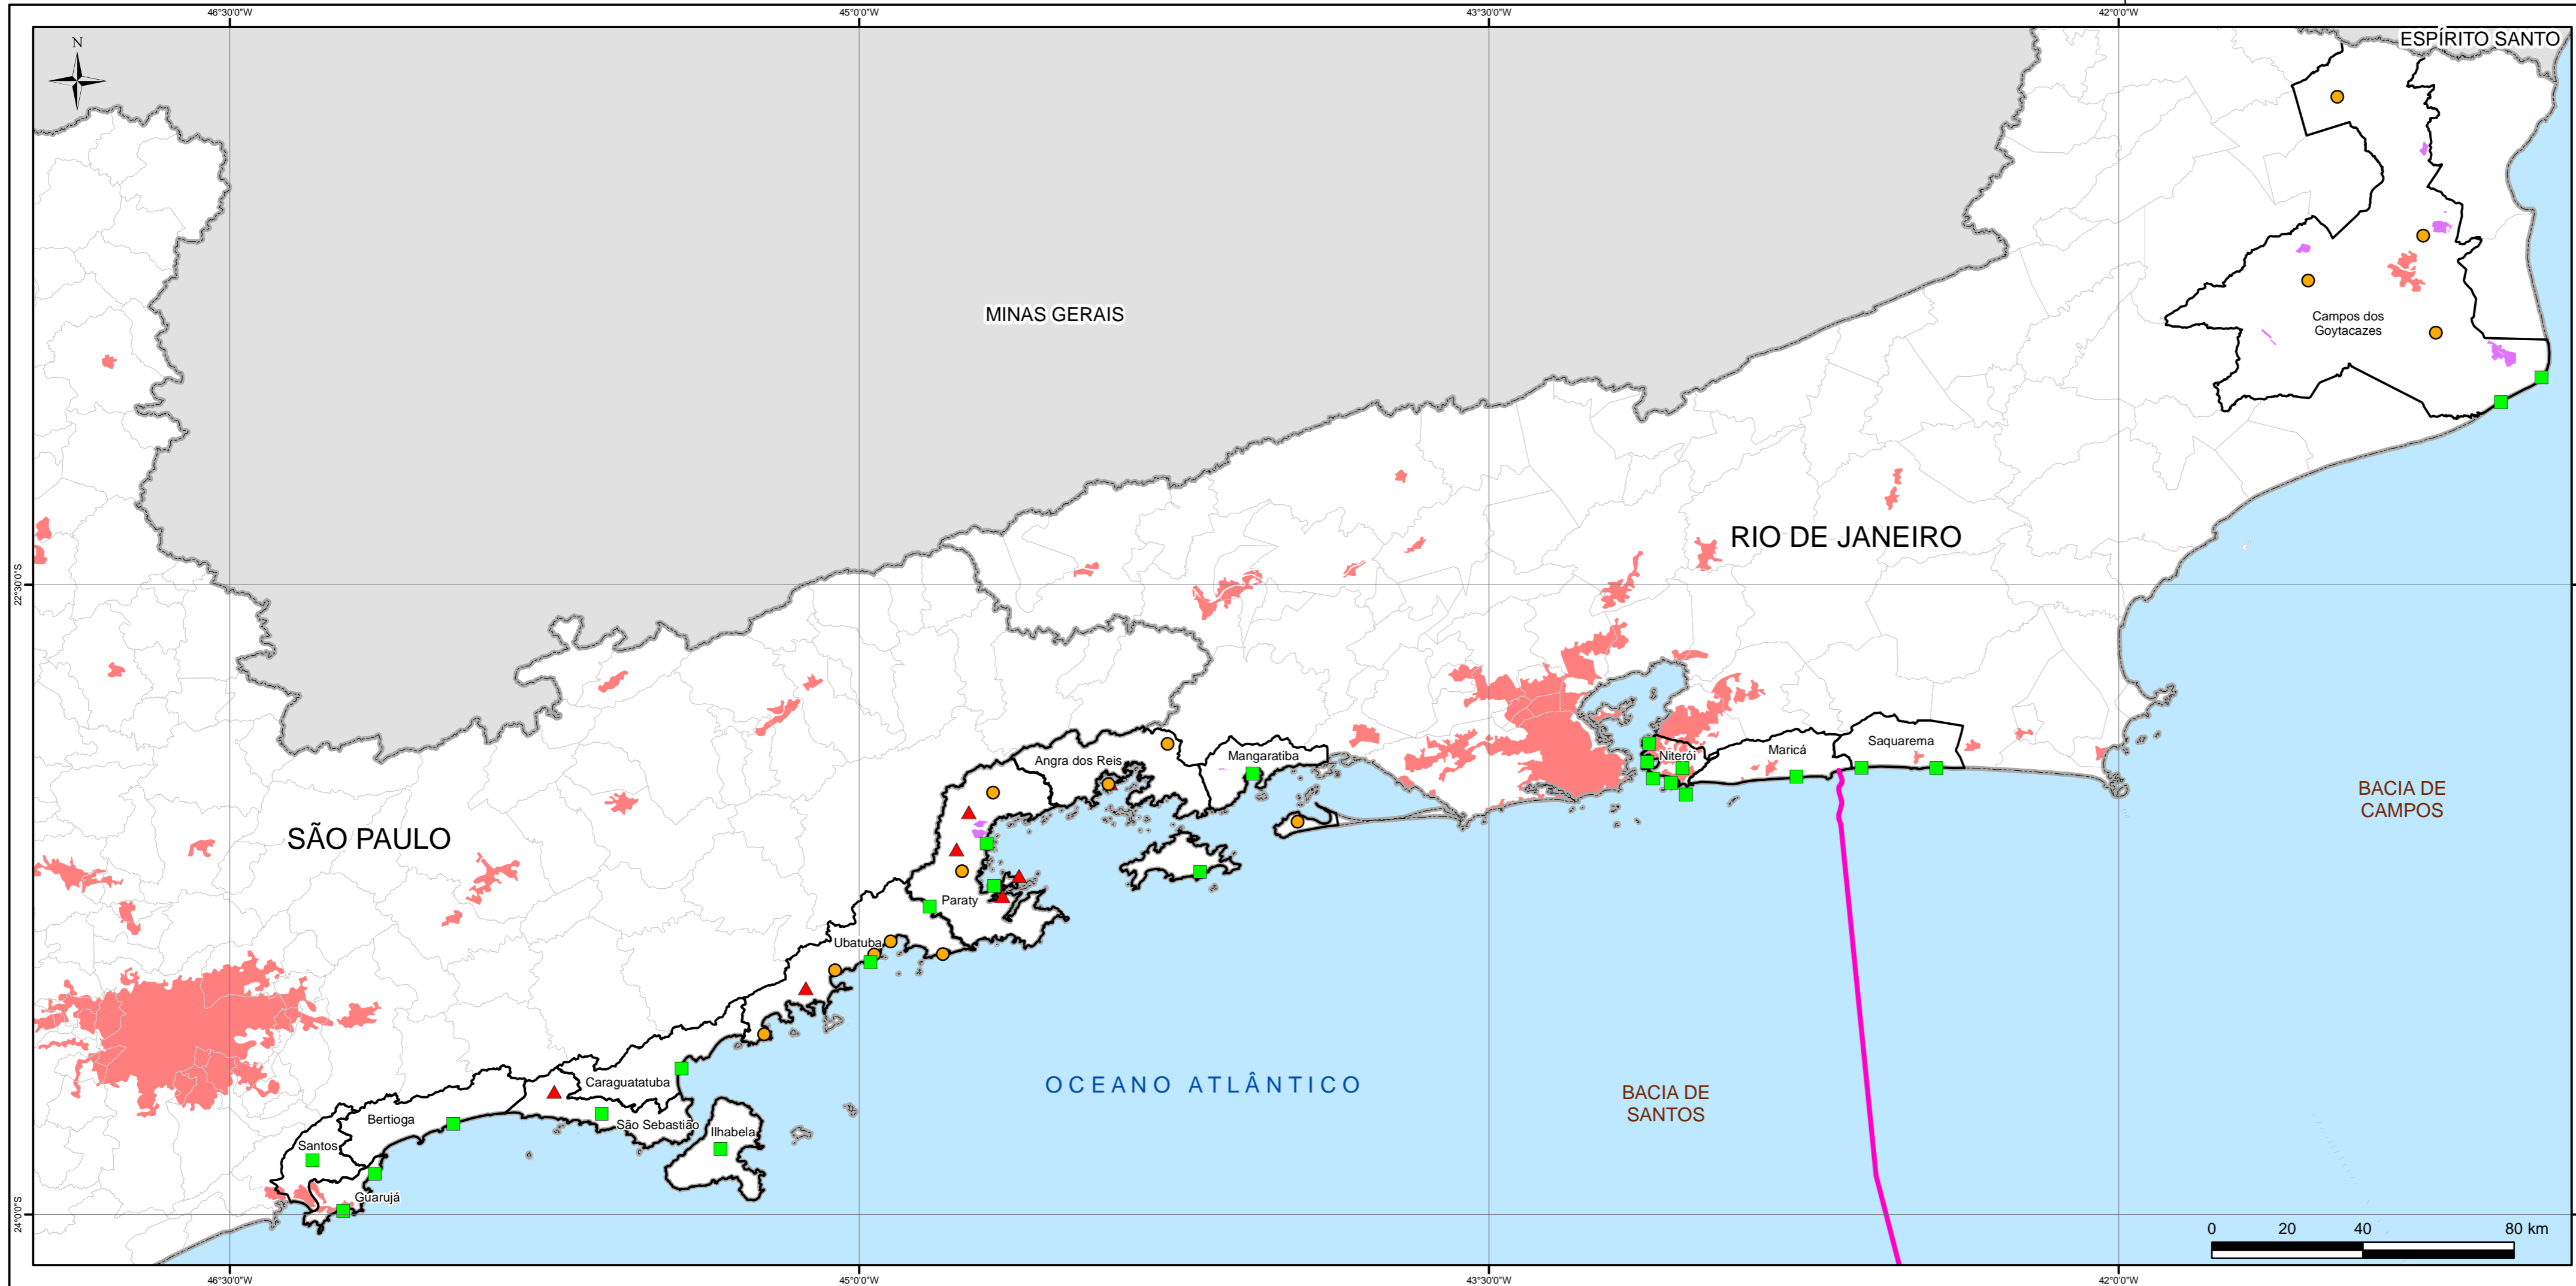 46°30'0"W 45°0'0"W 43°30'0"W 42°0'0"W
N
ESPÍRITO SANTO
MINAS GERAIS
Campos dos
Goytacazes
RIO DE JANEIRO
22°30'0"S
Saquarema
Maricá
Niterói
Mangaratiba
Angra dos Reis
BACIA DE
CAMPOS
SÃO PAULO
Paraty
Ubatuba
Caraguatatuba
OCEANO ATLÂNTICO
BACIA DE
SANTOS
Bertioga
São Sebastião
Ilhabela
Santos
Guarujá
24°0'0"S
0 20 40 80 km
46°30'0"W 45°0'0"W 43°30'0"W 42°0'0"W